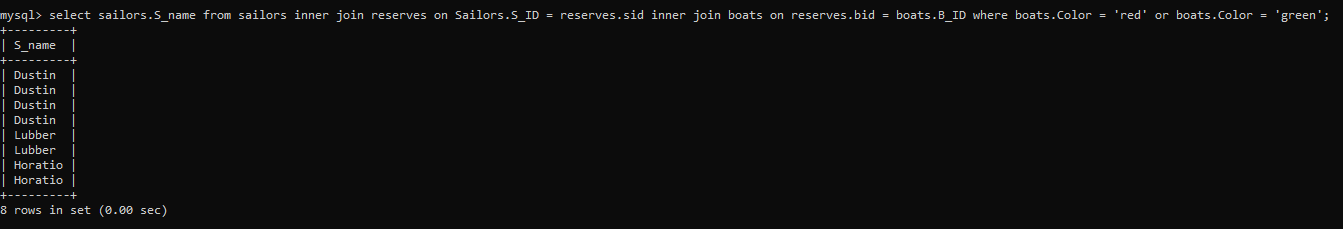 mysql> select sailors.S_name from sailors inner join reserves on Sailors.S_ID = reserves.sid inner join boats on reserves.bid = boats.B_ID where boats.Color = 'red' or boats.Color = 'green';
+---------+
| S_name  |
+---------+
| Dustin  |
| Dustin  |
| Dustin  |
| Dustin  |
| Lubber  |
| Lubber  |
| Horatio |
| Horatio |
+---------+
8 rows in set (0.00 sec)